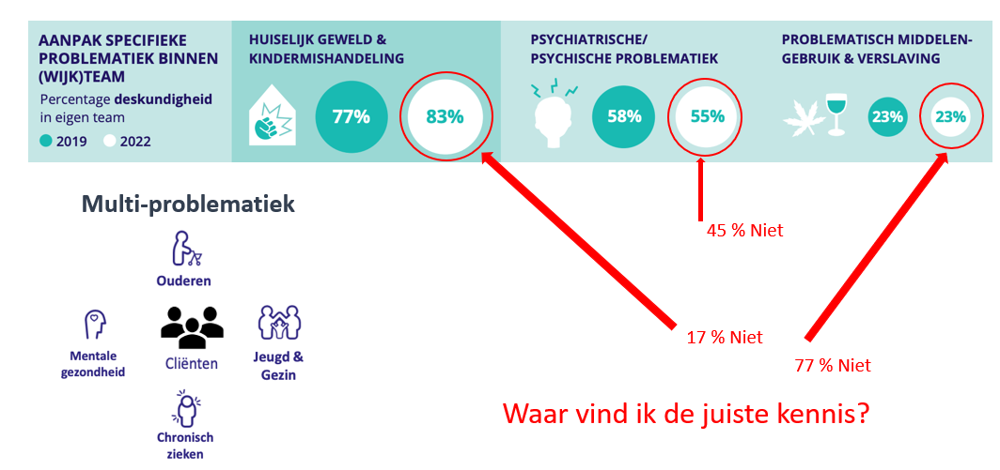 AANPAK SPECIFIEKE
PROBLEMATIEK BINNEN
(WIJK)TEAM
Percentage deskundigheid
in eigen team
2019 2022
HUISELIJK GEWELD &
KINDERMISHANDELING
77% 83%
PSYCHIATRISCHE/
PSYCHISCHE PROBLEMATIEK
58% 55%
PROBLEMATISCH MIDDELEN-
GEBRUIK & VERSLAVING
23% 23%
45 % Niet
17 % Niet
77 % Niet
Multi-problematiek
Ouderen
Mentale
gezondheid
Cliënten
Jeugd &
Gezin
Chronisch
zieken
Waar vind ik de juiste kennis?